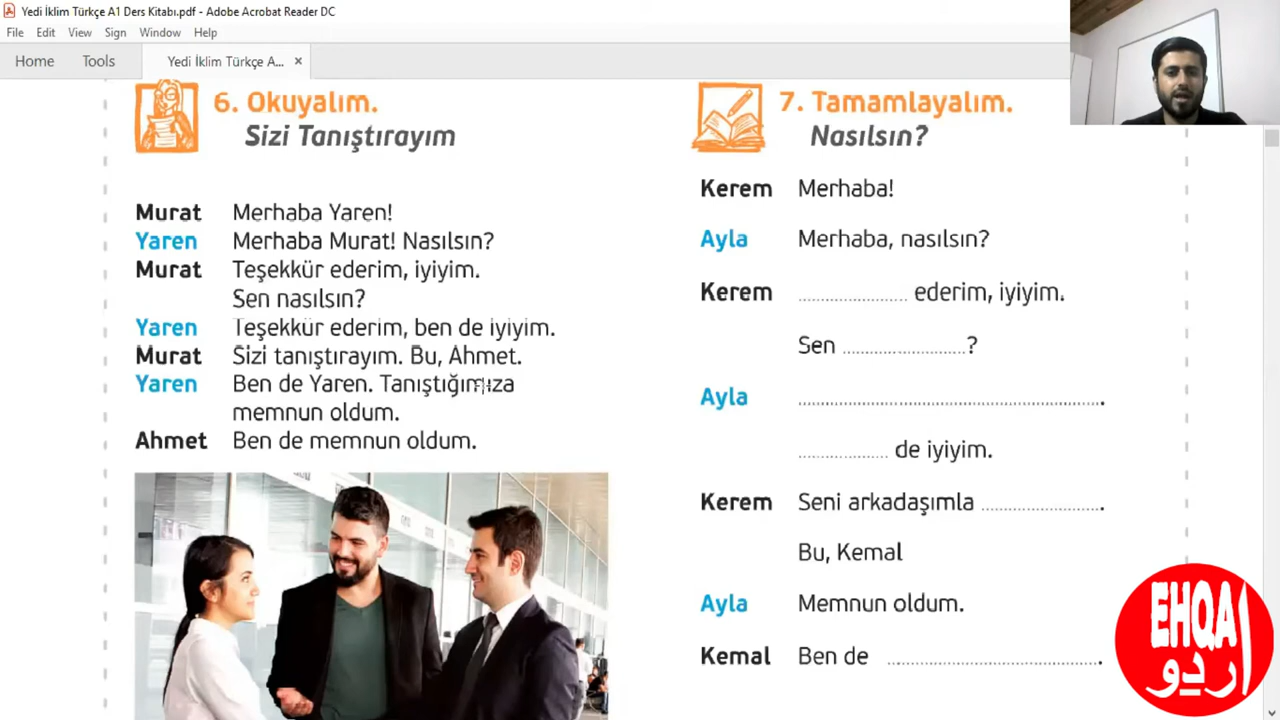 Yedi İklim Türkçe A1 Ders Kitabı.pdf - Adobe Acrobat Reader DC
File Edit View Sign Window Help
Home Tools Yedi İklim Türkçe A... ×
6. Okuyalım.
Sizi Tanıştırayım
Murat Merhaba Yaren!
Yaren Merhaba Murat! Nasılsın?
Murat Teşekkür ederim, iyiyim.
Sen nasılsın?
Yaren Teşekkür ederim, ben de iyiyim.
Murat Sizi tanıştırayım. Bu, Ahmet.
Yaren Ben de Yaren. Tanıştığımıza
memnun oldum.
Ahmet Ben de memnun oldum.
7. Tamamlayalım.
Nasılsın?
Kerem Merhaba!
Ayla Merhaba, nasılsın?
Kerem ...................... ederim, iyiyim.
Sen .........................?
Ayla ...............................................................
................... de iyiyim.
Kerem Seni arkadaşımla .........................
Bu, Kemal
Ayla Memnun oldum.
Kemal Ben de .............................................
EHQA
اردو